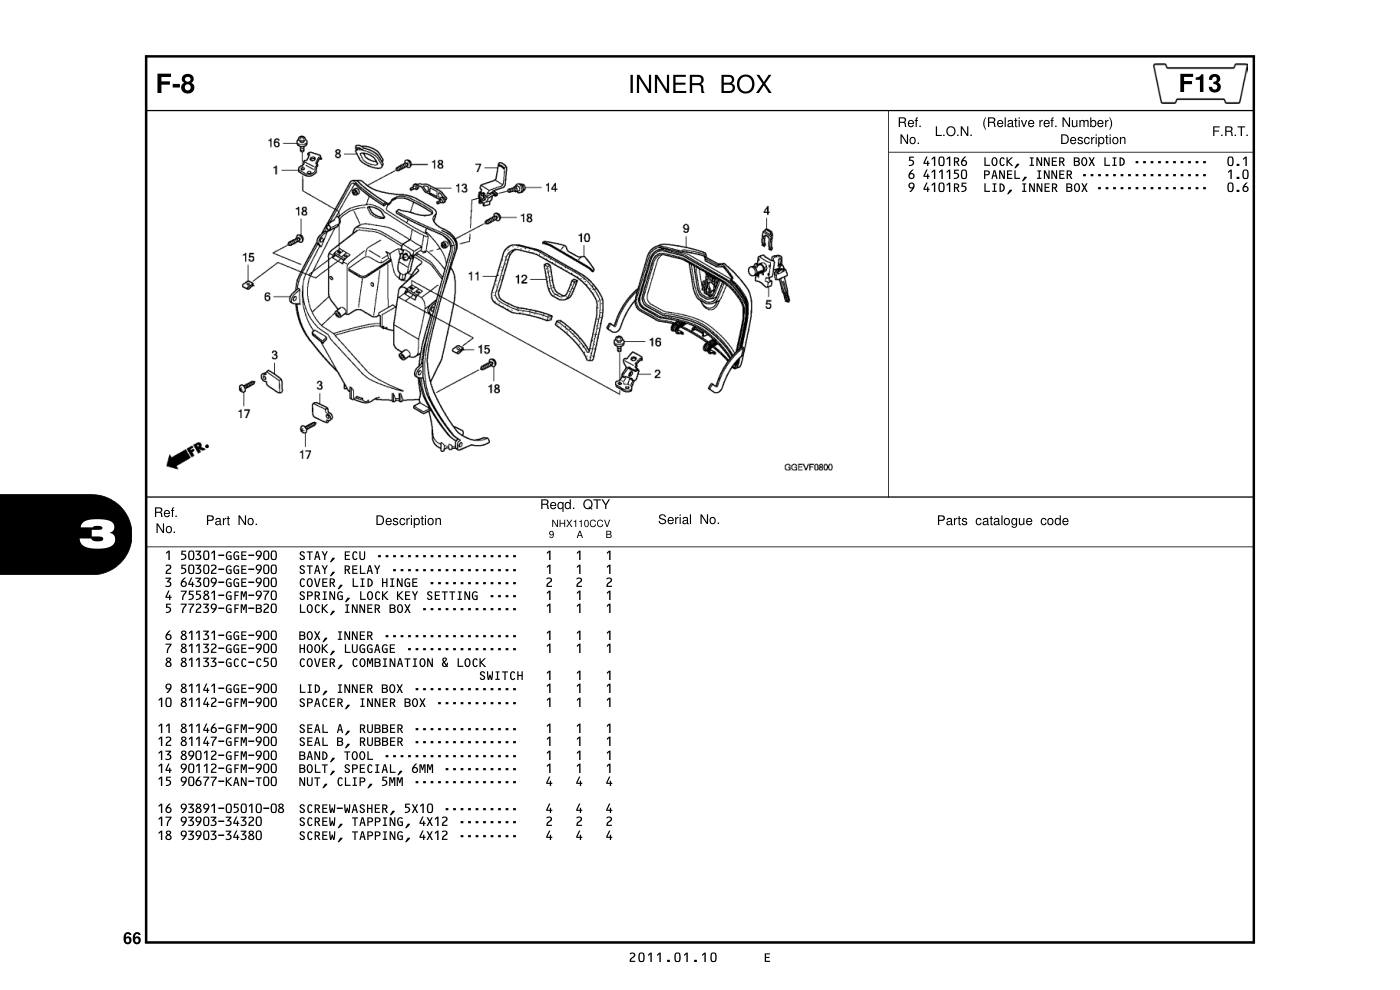 F-8 INNER BOX F13
16
1
8
18
13
7
14
18
18
15
6
10
11
12
9
4
5
16
2
15
18
3
17
3
17
FR.
GGEVF0800
Ref. No. L.O.N. (Relative ref. Number) Description F.R.T.
5 4101R6 LOCK, INNER BOX LID ---------- 0.1
6 411150 PANEL, INNER ----------------- 1.0
9 4101R5 LID, INNER BOX --------------- 0.6
3
Ref. No. Part No. Description Reqd. QTY Serial No. Parts catalogue code
NHX110CCV
9 A B
1 50301-GGE-900 STAY, ECU ------------------- 1 1 1
2 50302-GGE-900 STAY, RELAY ----------------- 1 1 1
3 64309-GGE-900 COVER, LID HINGE ------------ 2 2 2
4 75581-GFM-970 SPRING, LOCK KEY SETTING ---- 1 1 1
5 77239-GFM-B20 LOCK, INNER BOX ------------- 1 1 1
6 81131-GGE-900 BOX, INNER ------------------ 1 1 1
7 81132-GGE-900 HOOK, LUGGAGE --------------- 1 1 1
8 81133-GCC-C50 COVER, COMBINATION & LOCK
SWITCH 1 1 1
9 81141-GGE-900 LID, INNER BOX -------------- 1 1 1
10 81142-GFM-900 SPACER, INNER BOX ----------- 1 1 1
11 81146-GFM-900 SEAL A, RUBBER -------------- 1 1 1
12 81147-GFM-900 SEAL B, RUBBER -------------- 1 1 1
13 89012-GFM-900 BAND, TOOL ------------------ 1 1 1
14 90112-GFM-900 BOLT, SPECIAL, 6MM ---------- 1 1 1
15 90677-KAN-T00 NUT, CLIP, 5MM -------------- 4 4 4
16 93891-05010-08 SCREW-WASHER, 5X10 ---------- 4 4 4
17 93903-34320 SCREW, TAPPING, 4X12 -------- 2 2 2
18 93903-34380 SCREW, TAPPING, 4X12 -------- 4 4 4
66
2011.01.10 E